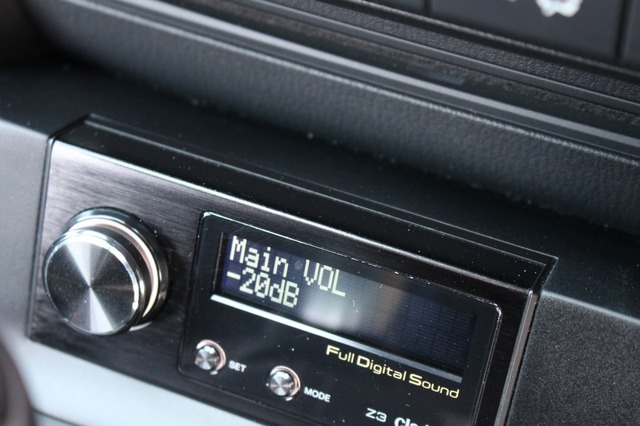 Main VOL
-20dB
Full Digital Sound
SET
MODE
Z3